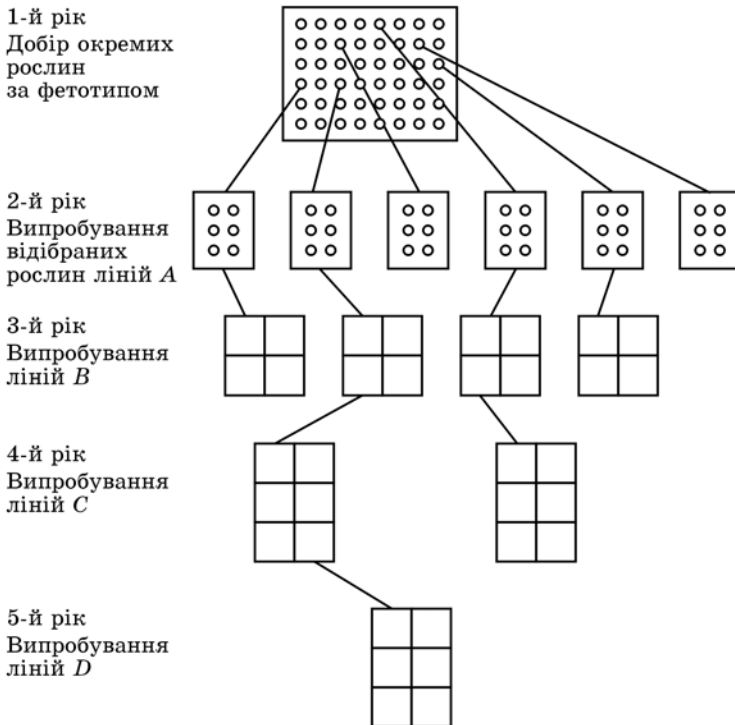 1-й рік
Добір окремих
рослин
за фетотипом
2-й рік
Випробування
відібраних
рослин ліній A
3-й рік
Випробування
ліній B
4-й рік
Випробування
ліній C
5-й рік
Випробування
ліній D